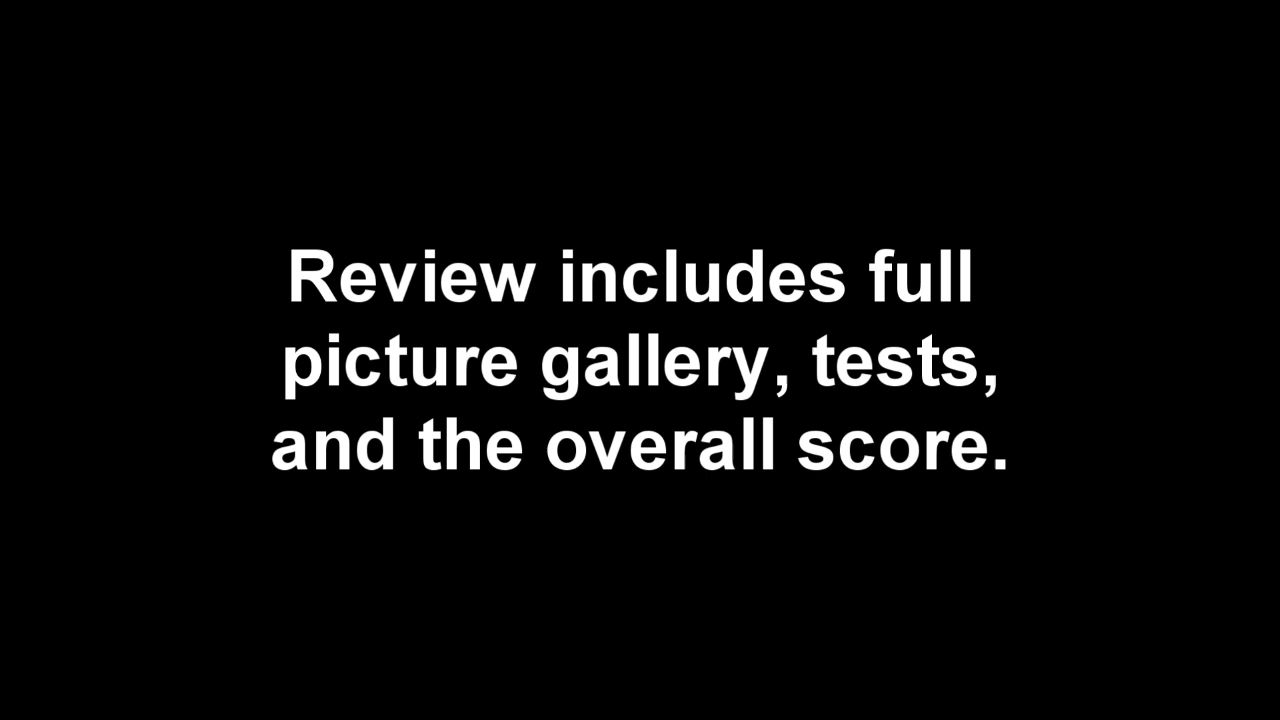 Review includes full
picture gallery, tests,
and the overall score.